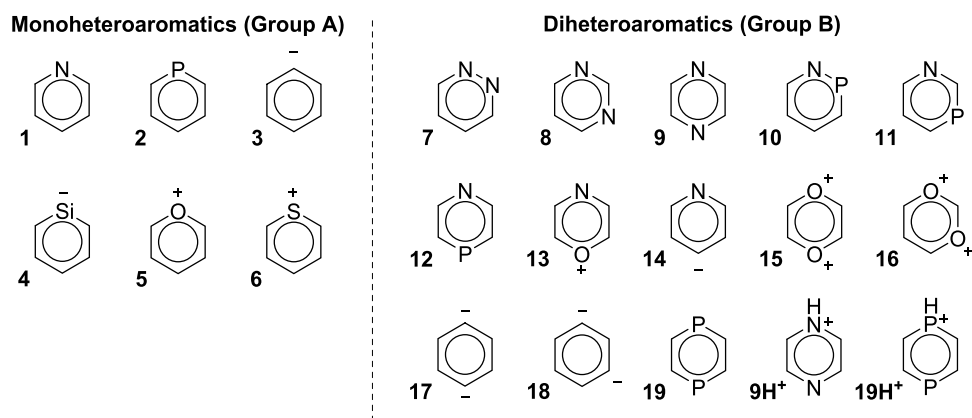 Monoheteroaromatics (Group A)
Diheteroaromatics (Group B)
N
1
P
2
−
3
N
N
7
N
N
8
N
N
9
N
P
10
N
P
11
−
Si
4
+
O
5
+
S
6
N
P
12
N
O
+
13
N
−
14
+
O
O
+
15
+
O
O
+
16
−
−
17
−
−
18
P
P
19
H
N+
N
9H+
H
P+
P
19H+